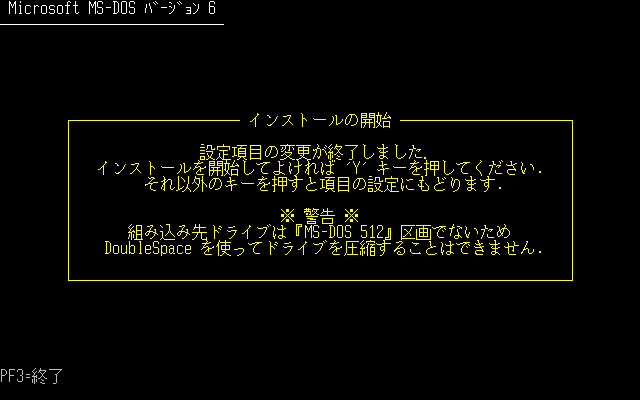 Microsoft MS-DOS ﾊﾞｰｼﾞｮﾝ 6
インストールの開始
設定項目の変更が終了しました.
インストールを開始してよければ 'Y' キーを押してください.
それ以外のキーを押すと項目の設定にもどります.
※ 警告 ※
組み込み先ドライブは『MS-DOS 512』区画でないため
DoubleSpace を使ってドライブを圧縮することはできません.
PF3=終了